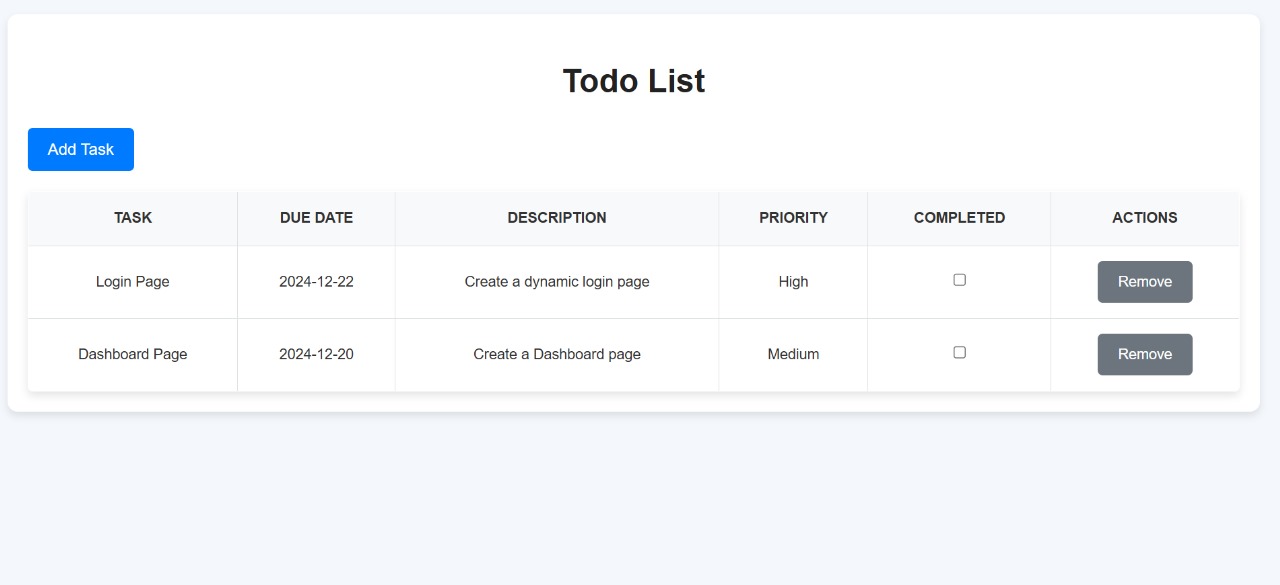 Todo List
Add Task
TASK DUE DATE DESCRIPTION PRIORITY COMPLETED ACTIONS
Login Page 2024-12-22 Create a dynamic login page High Remove
Dashboard Page 2024-12-20 Create a Dashboard page Medium Remove